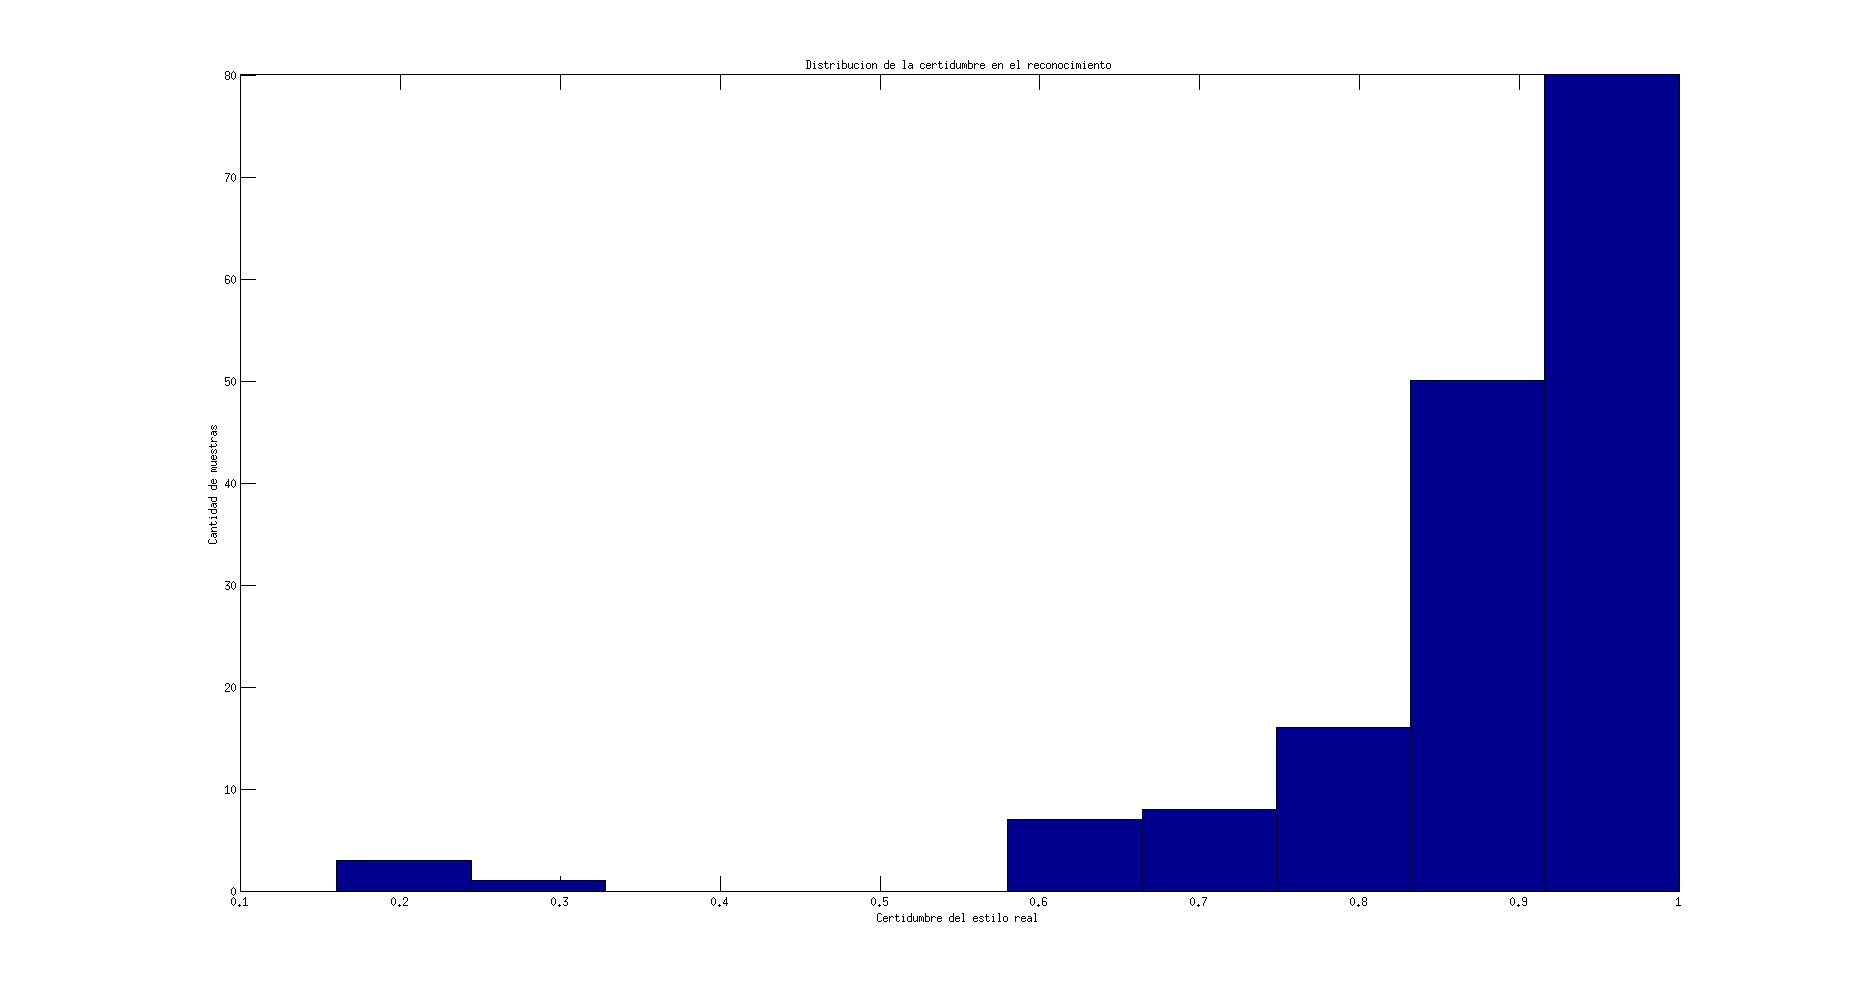 Distribucion de la certidumbre en el reconocimiento
80
70
60
50
40
30
20
10
0
Cantidad de muestras
0.1 0.2 0.3 0.4 0.5 0.6 0.7 0.8 0.9 1
Certidumbre del estilo real